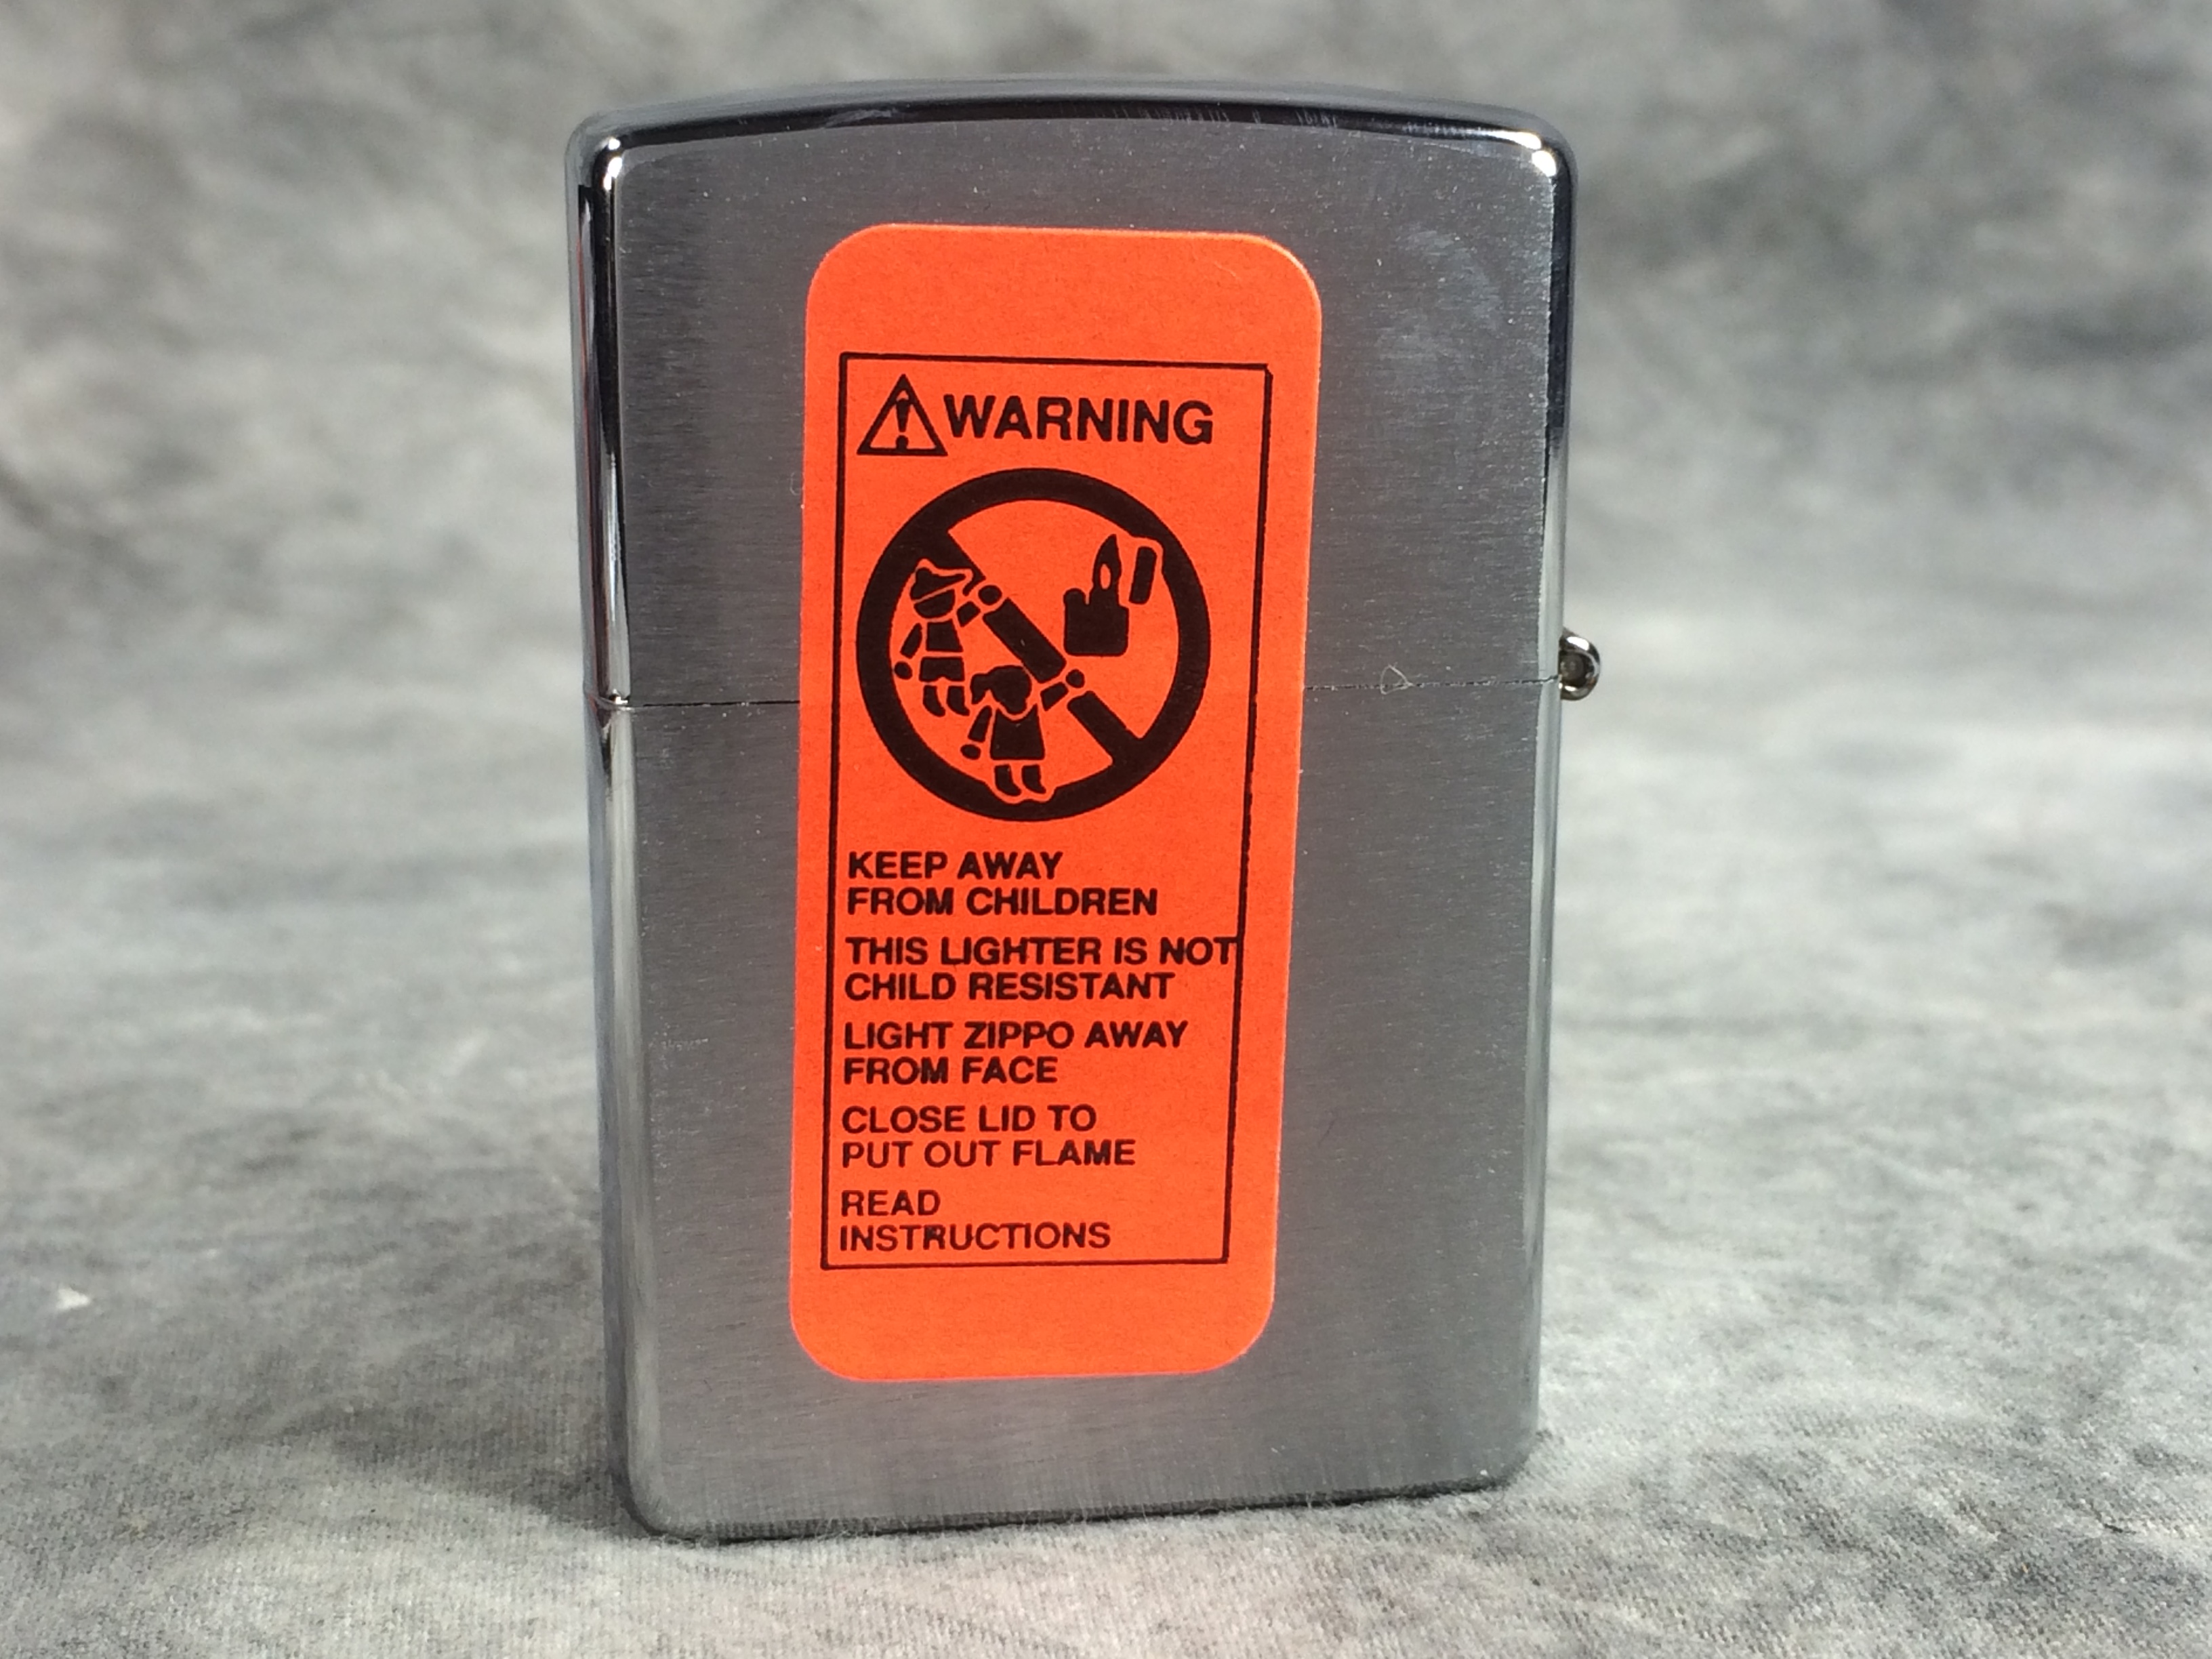 WARNING
KEEP AWAY
FROM CHILDREN
THIS LIGHTER IS NOT
CHILD RESISTANT
LIGHT ZIPPO AWAY
FROM FACE
CLOSE LID TO
PUT OUT FLAME
READ
INSTRUCTIONS